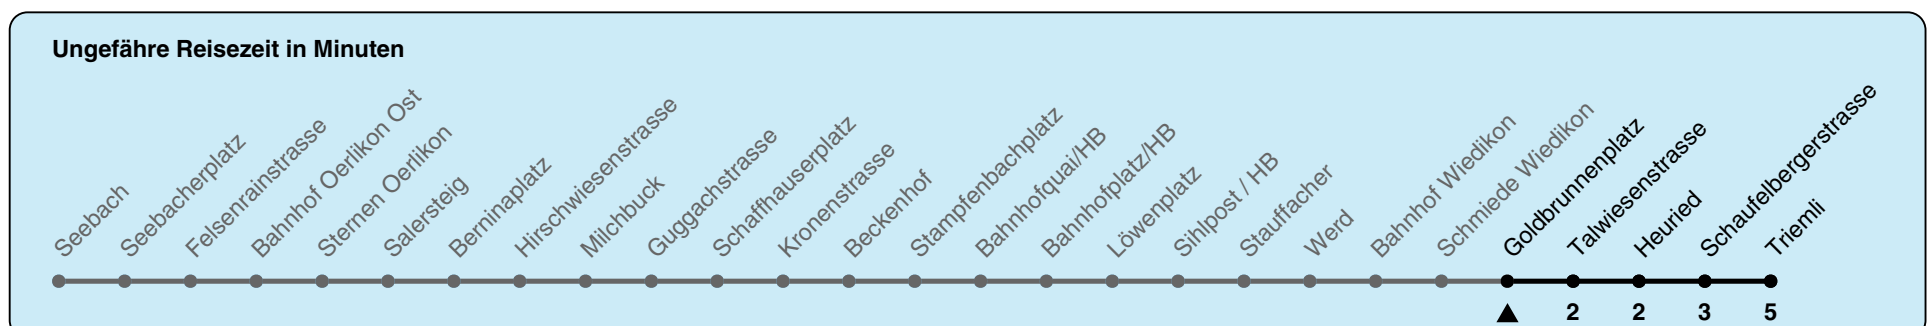 Ungefähre Reisezeit in Minuten
Seebach
Seebacherplatz
Felsenrainstrasse
Bahnhof Oerlikon Ost
Sternen Oerlikon
Salersteig
Berninaplatz
Hirschwiesenstrasse
Milchbuck
Guggachstrasse
Schaffhauserplatz
Kronenstrasse
Beckenhof
Stampfenbachplatz
Bahnhofquai/HB
Bahnhofplatz/HB
Löwenplatz
Sihlpost / HB
Stauffacher
Werd
Bahnhof Wiedikon
Schmiede Wiedikon
Goldbrunnenplatz
Talwiesenstrasse
Heuried
Schaufelbergerstrasse
Triemli
2 2 3 5